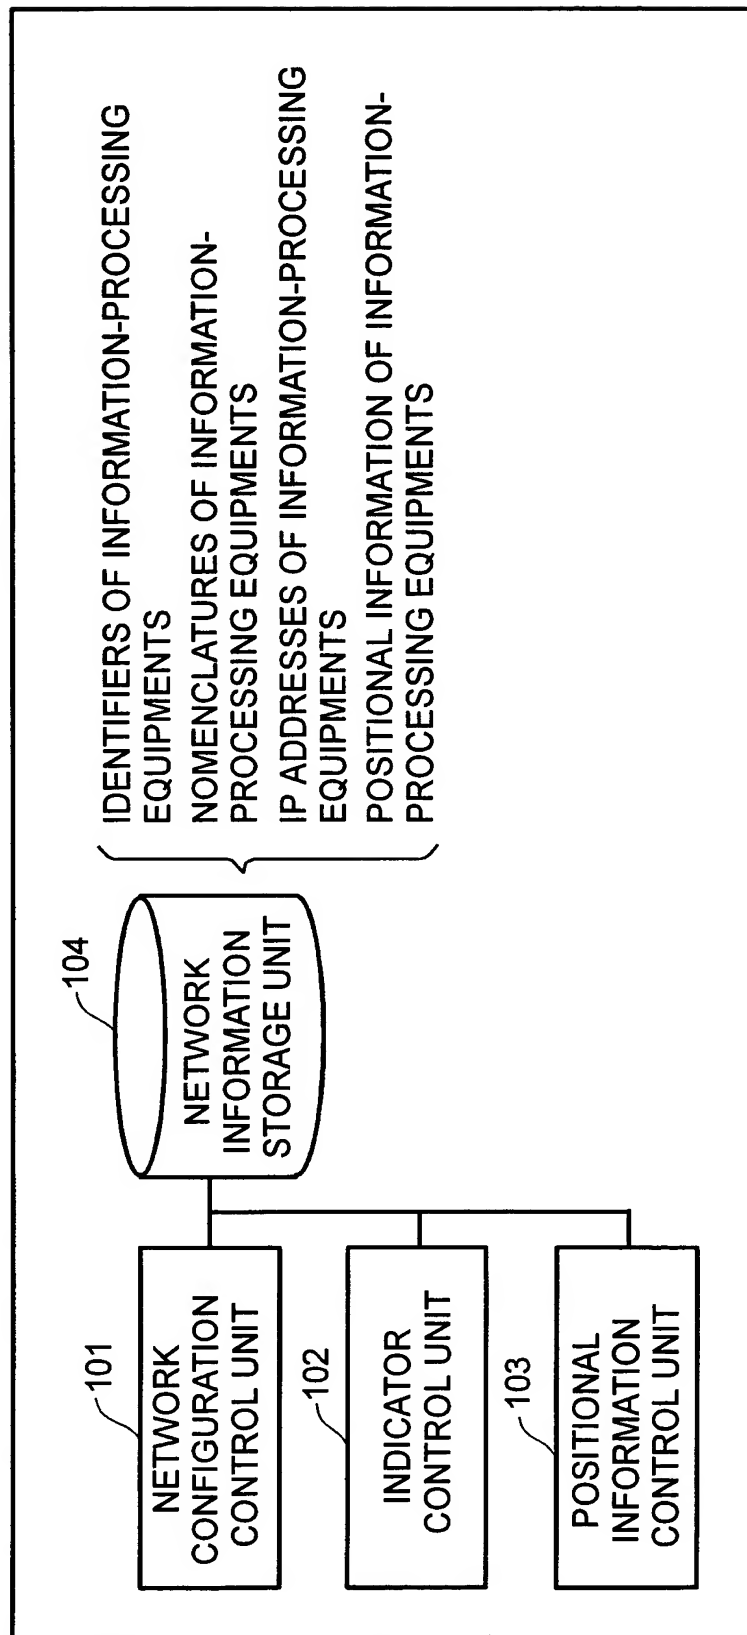 101
NETWORK
CONFIGURATION
CONTROL UNIT
102
INDICATOR
CONTROL UNIT
103
POSITIONAL
INFORMATION
CONTROL UNIT
104
NETWORK
INFORMATION
STORAGE UNIT
IDENTIFIERS OF INFORMATION-PROCESSING
EQUIPMENTS
NOMENCLATURES OF INFORMATION-
PROCESSING EQUIPMENTS
IP ADDRESSES OF INFORMATION-PROCESSING
EQUIPMENTS
POSITIONAL INFORMATION OF INFORMATION-
PROCESSING EQUIPMENTS